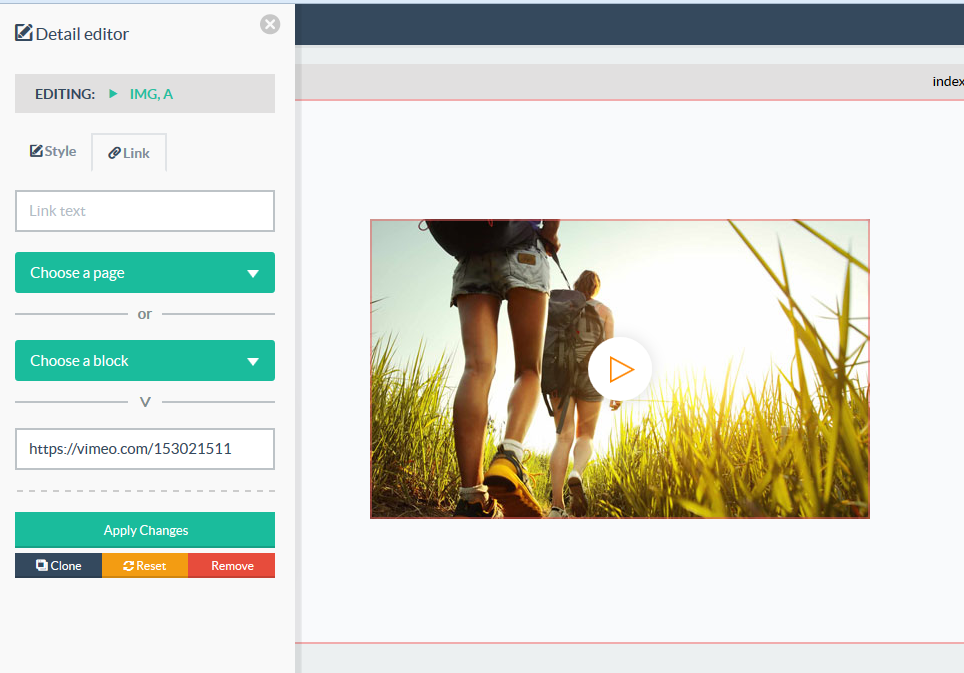 Detail editor
EDITING: IMG, A
Style Link
Link text
Choose a page
or
Choose a block
V
https://vimeo.com/153021511
Apply Changes
Clone Reset Remove
index